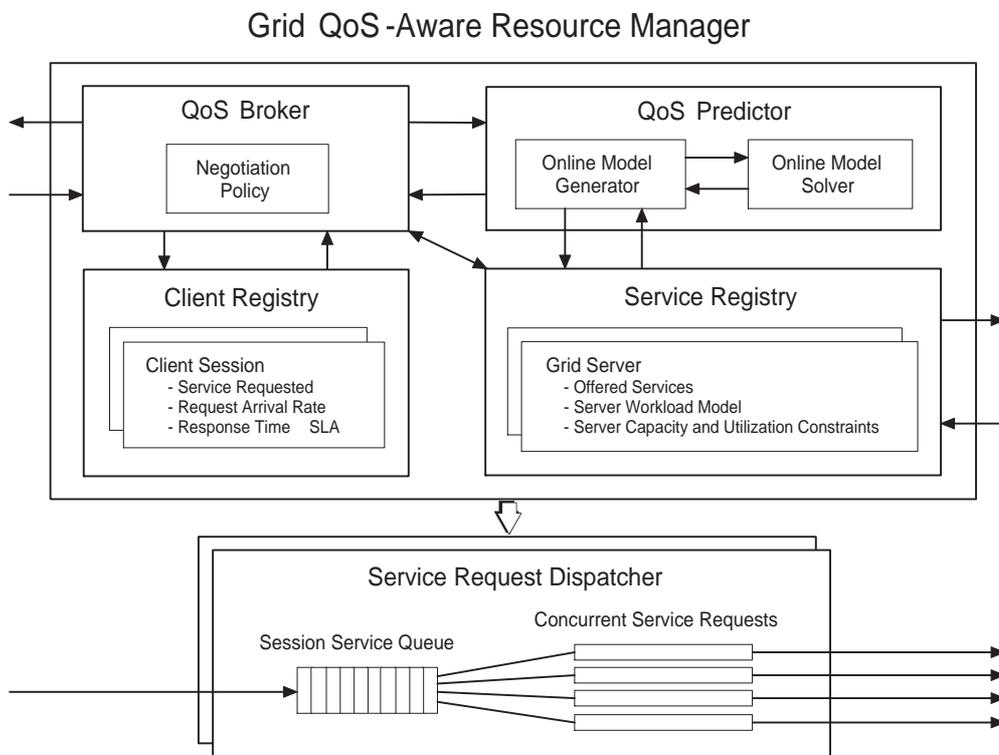 Grid QoS-Aware Resource Manager
QoS Broker
Negotiation
Policy
QoS Predictor
Online Model
Generator
Online Model
Solver
Client Registry
Client Session
- Service Requested
- Request Arrival Rate
- Response Time SLA
Service Registry
Grid Server
- Offered Services
- Server Workload Model
- Server Capacity and Utilization Constraints
Service Request Dispatcher
Session Service Queue
Concurrent Service Requests